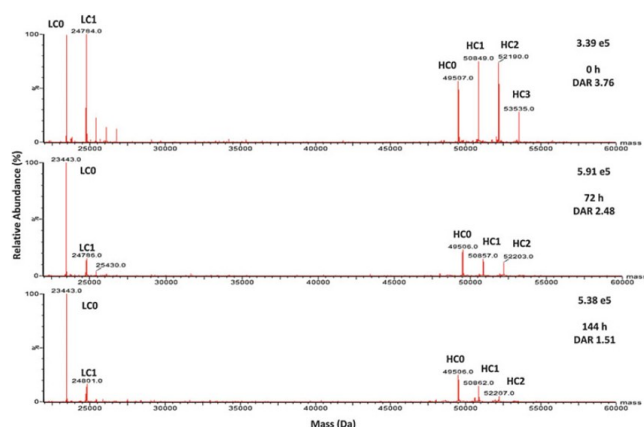 LC0 LC1
24764.0
100
%
0
HC0
49507.0
HC1
50849.0
HC2
52190.0
HC3
53535.0
3.39 e5
0 h
DAR 3.76
25000 30000 35000 40000 45000 50000 55000 60000 mass
23443.0
100
LC0
%
0
LC1
24786.0
25430.0
HC0
49506.0
HC1
50857.0
HC2
52203.0
5.91 e5
72 h
DAR 2.48
25000 30000 35000 40000 45000 50000 55000 60000 mass
23443.0
100
LC0
%
0
LC1
24801.0
HC0
49506.0
HC1
50862.0
HC2
52207.0
5.38 e5
144 h
DAR 1.51
25000 30000 35000 40000 45000 50000 55000 60000 mass
Relative Abundance (%)
Mass (Da)